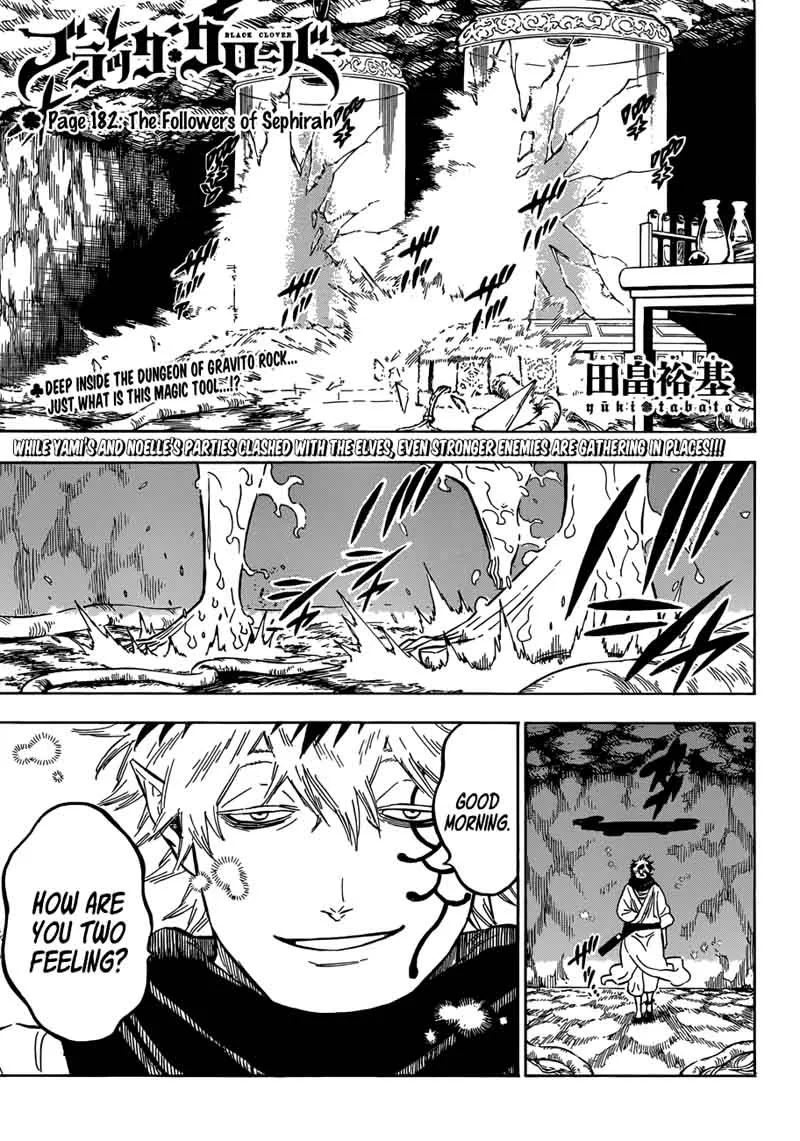 ブラッククローバー
BLACK CLOVER
Page 182: The Followers of Sephirah
DEEP INSIDE THE DUNGEON OF GRAVITO ROCK...
JUST WHAT IS THIS MAGIC TOOL...!?
田畠裕基
yūki tabata
WHILE YAMI'S AND NOELLE'S PARTIES CLASHED WITH THE ELVES, EVEN STRONGER ENEMIES ARE GATHERING IN PLACES!!!
GOOD
MORNING.
HOW ARE
YOU TWO
FEELING?